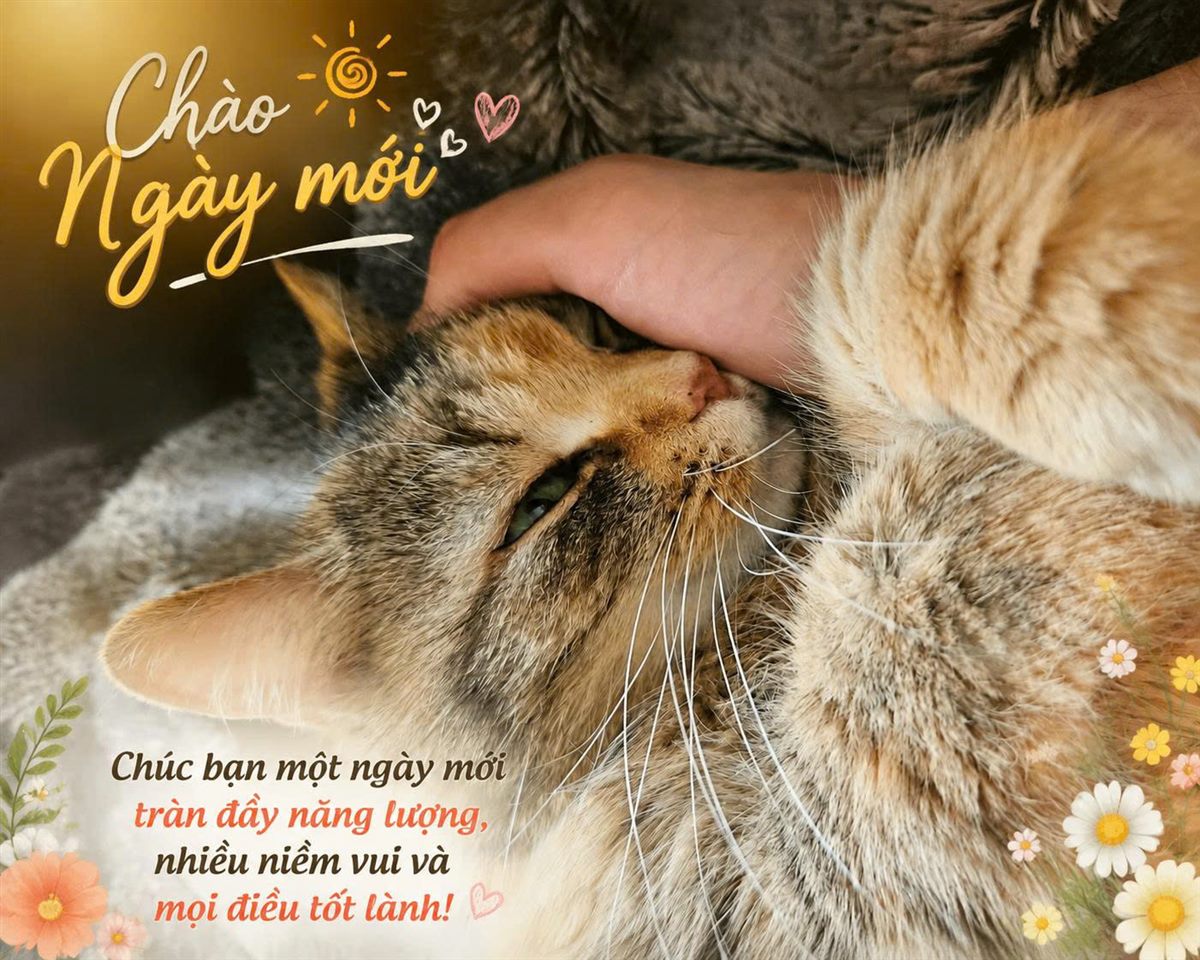 Chào
Ngày mới
Chúc bạn một ngày mới
tràn đầy năng lượng,
nhiều niềm vui và
mọi điều tốt lành!